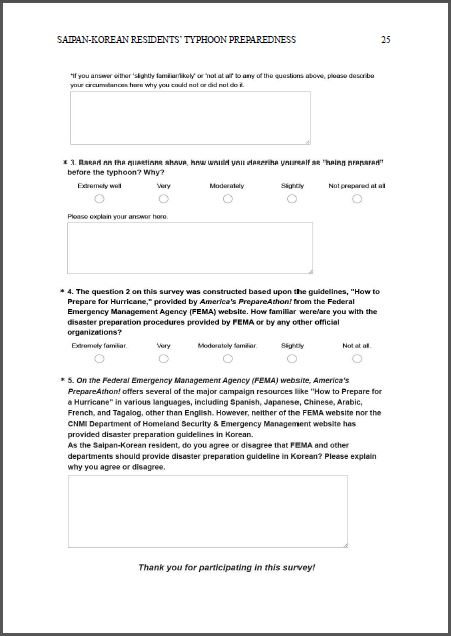 SAIPAN-KOREAN RESIDENTS' TYPHOON PREPAREDNESS 25
*If you answer either 'slightly familiar/likely' or 'not at all' to any of the questions above, please describe
your circumstances here why you could not or did not do it.
* 3. Based on the questions above, how would you describe yourself as "being prepared"
before the typhoon? Why?
Extremely well Very Moderately Slightly Not prepared at all
Please explain your answer here.
* 4. The question 2 on this survey was constructed based upon the guidelines, "How to
Prepare for Hurricane," provided by America's PrepareAthon! from the Federal
Emergency Management Agency (FEMA) website. How familiar were/are you with the
disaster preparation procedures provided by FEMA or by any other official
organizations?
Extremely familiar. Very Moderately familiar. Slightly Not at all.
* 5. On the Federal Emergency Management Agency (FEMA) website, America's
PrepareAthon! offers several of the major campaign resources like "How to Prepare for
a Hurricane" in various languages, including Spanish, Japanese, Chinese, Arabic,
French, and Tagalog, other than English. However, neither of the FEMA website nor the
CNMI Department of Homeland Security & Emergency Management website has
provided disaster preparation guidelines in Korean.
As the Saipan-Korean resident, do you agree or disagree that FEMA and other
departments should provide disaster preparation guideline in Korean? Please explain
why you agree or disagree.
Thank you for participating in this survey!